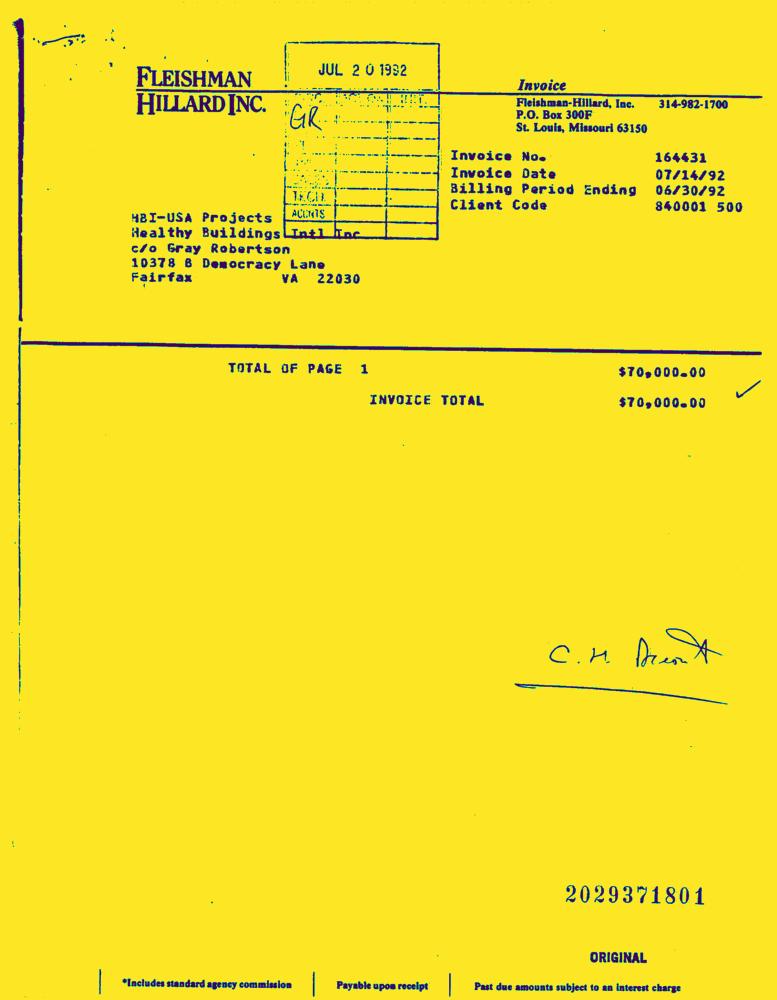 JUL 20 1992
FLEISHMAN
HILLARD INC.
GR
TECH
ACCNTS
Invoice
Fleishman-Hillard, Inc. 314-982-1700
P.O. Box 300F
St. Louis, Missouri 63150
Invoice No. 164431
Invoice Date 07/14/92
Billing Period Ending 06/30/92
Client Code 840001 500
HBI-USA Projects
Healthy Buildings Intl Inc
c/o Gray Robertson
10378 B Democracy Lane
Fairfax VA 22030
TOTAL OF PAGE 1 $70,000.00
INVOICE TOTAL $70,000.00
C. M.
2029371801
ORIGINAL
*Includes standard agency commission
Payable upon receipt
Past due amounts subject to an interest charge